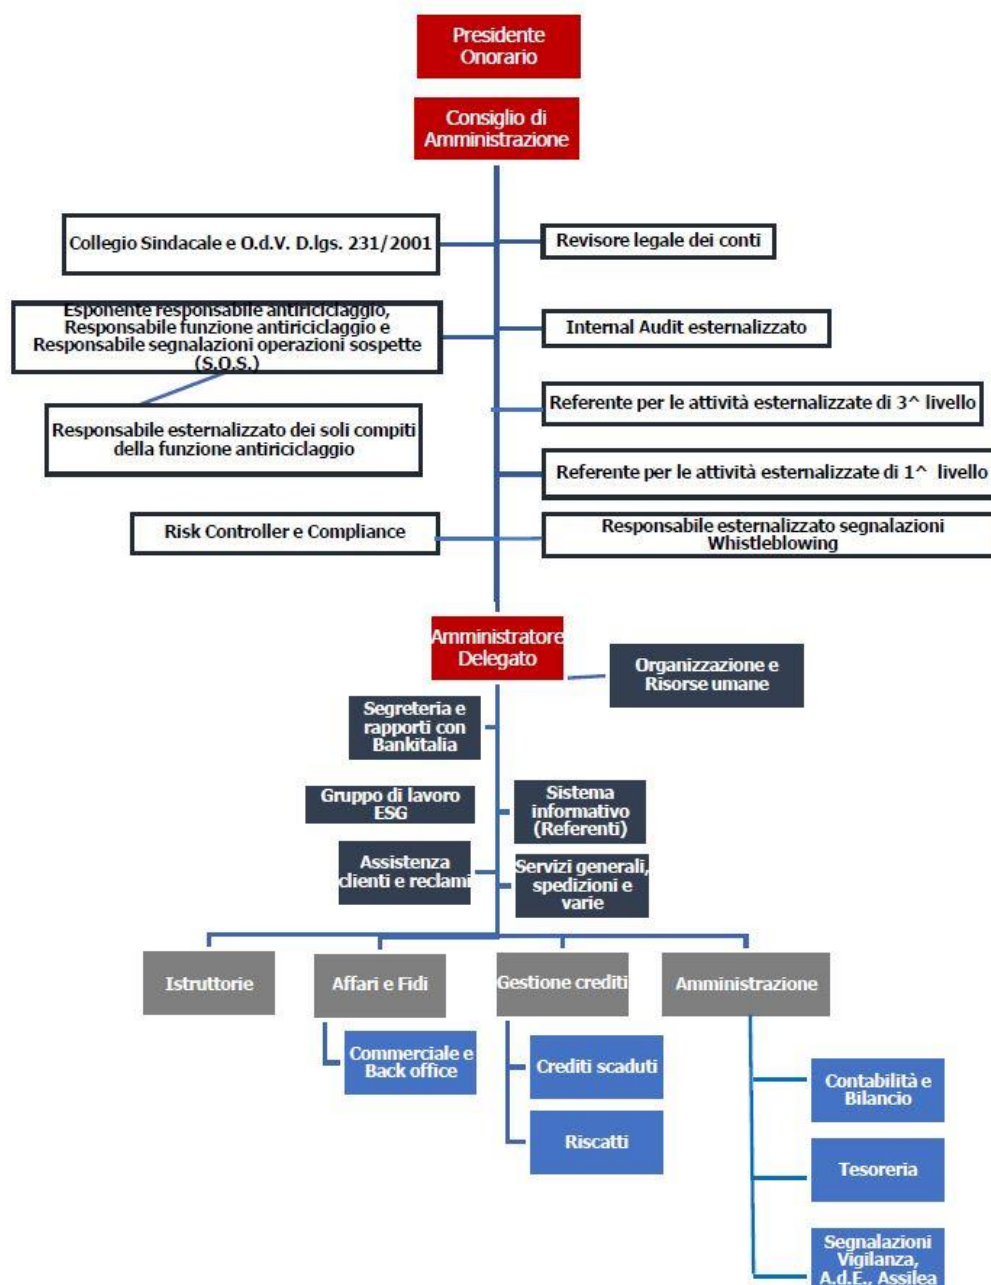 Presidente
Onorario
Consiglio di
Amministrazione
Collegio Sindacale e O.d.V. D.lgs. 231/2001
Revisore legale dei conti
Esponente responsabile antiriciclaggio,
Responsabile funzione antiriciclaggio e
Responsabile segnalazioni operazioni sospette
(S.O.S.)
Internal Audit esternalizzato
Referente per le attività esternalizzate di 3^ livello
Responsabile esternalizzato dei soli compiti
della funzione antiriciclaggio
Referente per le attività esternalizzate di 1^ livello
Risk Controller e Compliance
Responsabile esternalizzato segnalazioni
Whistleblowing
Amministratore
Delegato
Organizzazione e
Risorse umane
Segreteria e
rapporti con
Bankitalia
Gruppo di lavoro
ESG
Sistema
informativo
(Referenti)
Assistenza
clienti e reclami
Servizi generali,
spedizioni e
varie
Istruttorie
Affari e Fidi
Gestione crediti
Amministrazione
Commerciale e
Back office
Crediti scaduti
Riscatti
Contabilità e
Bilancio
Tesoreria
Segnalazioni
Vigilanza,
A.d.E., Assilea